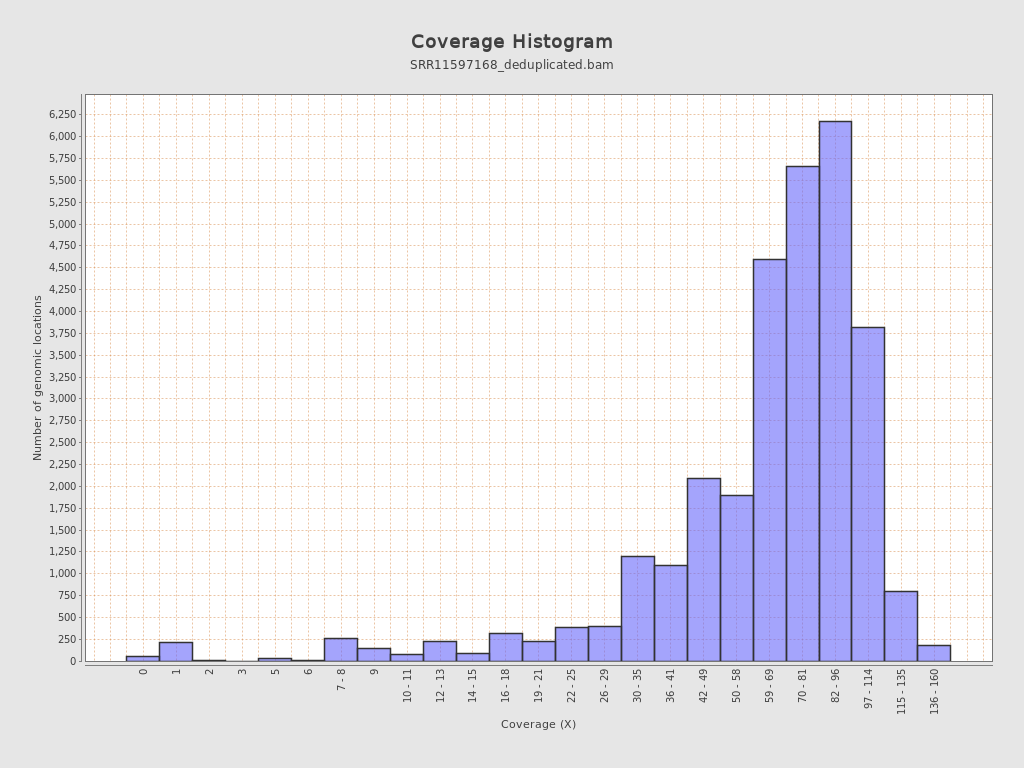 Coverage Histogram
SRR11597168_deduplicated.bam
Number of genomic locations
6,250
6,000
5,750
5,500
5,250
5,000
4,750
4,500
4,250
4,000
3,750
3,500
3,250
3,000
2,750
2,500
2,250
2,000
1,750
1,500
1,250
1,000
750
500
250
0
0
1
2
3
5
6
7 - 8
9
10 - 11
12 - 13
14 - 15
16 - 18
19 - 21
22 - 25
26 - 29
30 - 35
36 - 41
42 - 49
50 - 58
59 - 69
70 - 81
82 - 96
97 - 114
115 - 135
136 - 160
Coverage (X)